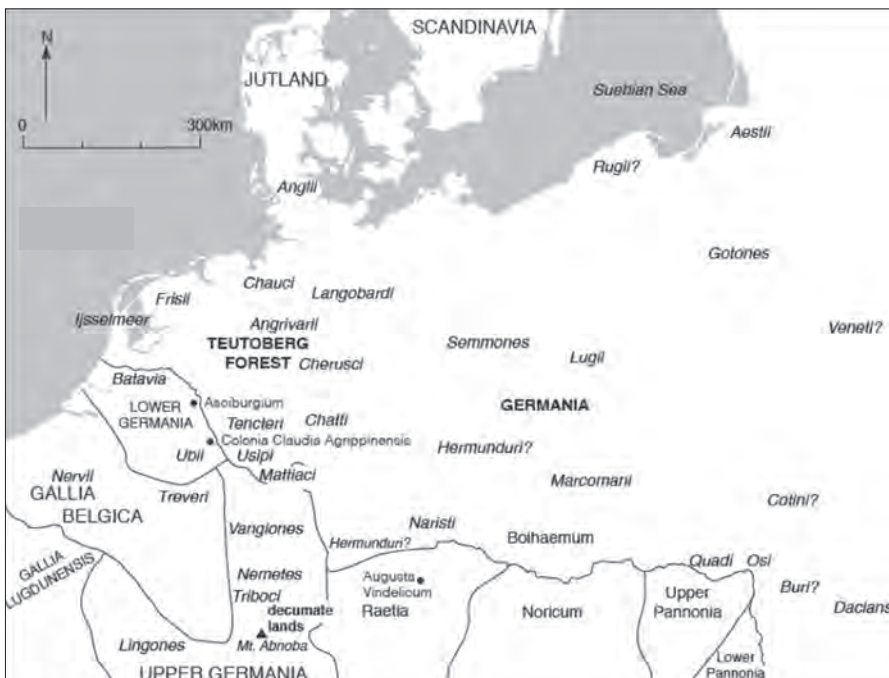 SCANDINAVIA
N
JUTLAND
Suebian Sea
0 300km
Aestii
Rugii?
Anglii
Gotones
Chauci
Langobardi
Frisii
Ijsselmeer
Angrivarii
Veneti?
TEUTOBERG
FOREST
Semnones
Cherusci
Lugii
Batavia
Asciburgium
LOWER
GERMANIA
GERMANIA
Tencteri
Chatti
Colonia Claudia Agrippinensis
Hermunduri?
Ubii
Usipi
Mattiaci
Nervii
Marcomani
GALLIA
BELGICA
Treveri
Cotini?
Vangiones
Naristi
Hermunduri?
Boihaemum
GALLIA
LUGDUNENSIS
Quadi
Osi
Nemetes
Augusta
Vindelicum
Buri?
Triboci
Raetia
Noricum
Upper
Pannonia
Dacians
decumate
lands
Lingones
Mt. Abnoba
UPPER GERMANIA
Lower
Pannonia